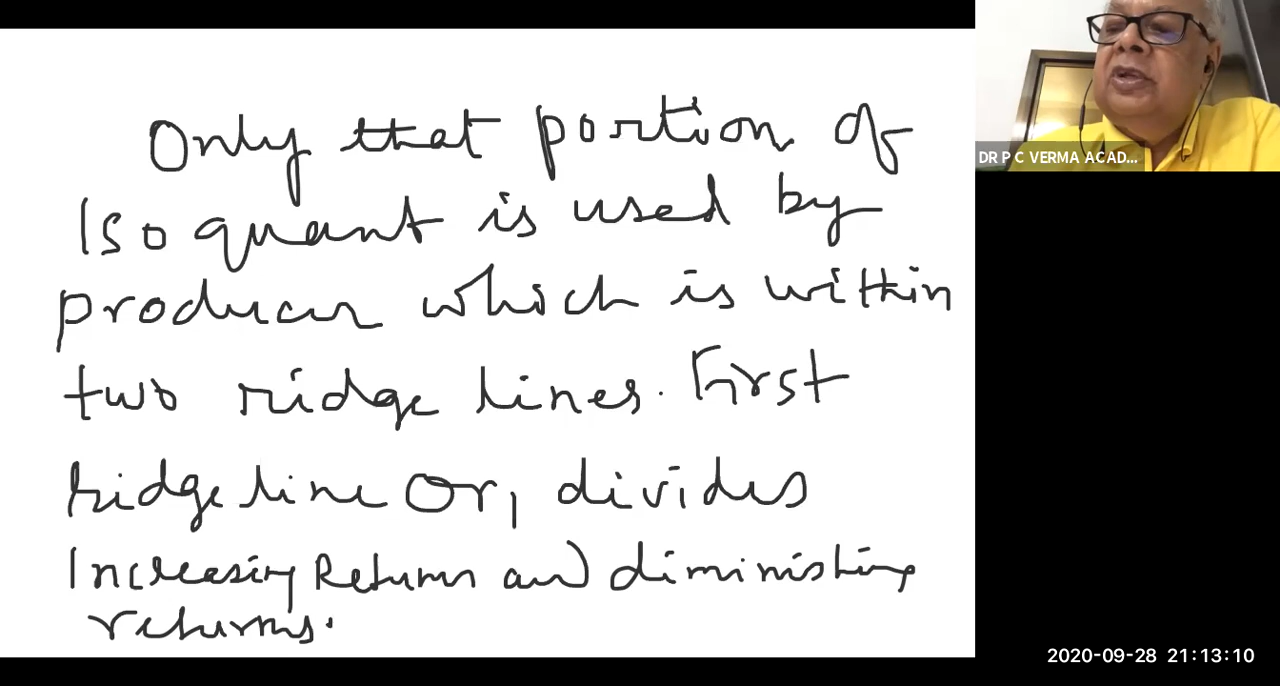 Only that portion of
Isoquant is used by
producer which is within
two ridge lines. First
ridge line Or, divides
Increasing Returns and diminishing
returns.
DR P C VERMA ACAD...
2020-09-28 21:13:10